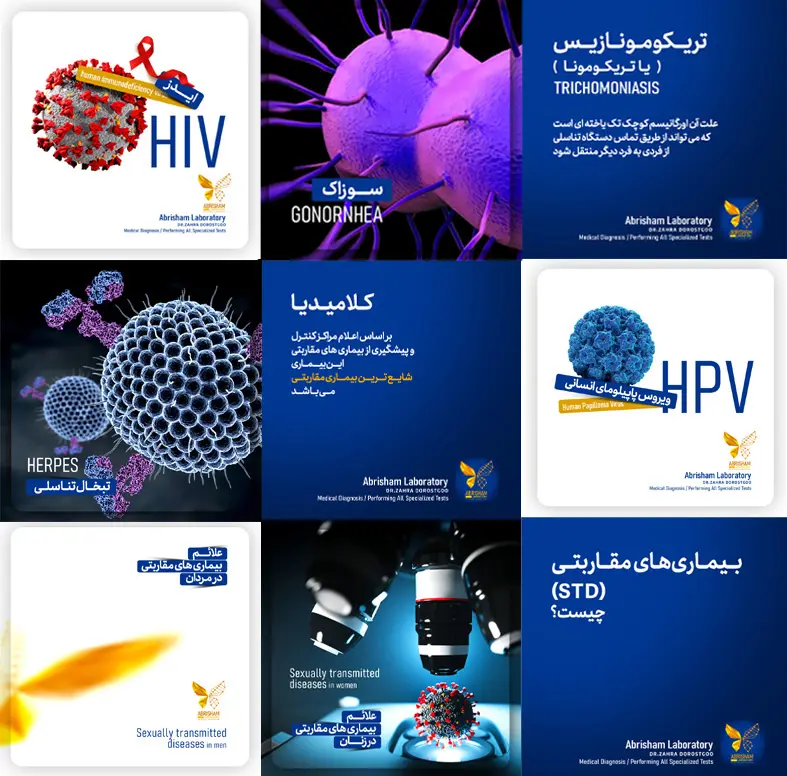 human immunodeficiency
ایدز
HIV
ABRISHAM
Abrisham Laboratory
DR.ZAHRA DOROSTGOO
Medical Diagnosis / Performing All Specialized Tests
سوزاک
GONORNHEA
تریکومونازیس
( یا تریکومونا )
TRICHOMONIASIS
علت آن اورگانیسم کوچک تک یاخته ای است
که می تواند از طریق تماس دستگاه تناسلی
از فردی به فرد دیگر منتقل شود
Abrisham Laboratory
DR.ZAHRA DOROSTGOO
Medical Diagnosis / Performing All Specialized Tests
ABRISHAM
HERPES
تبخال تناسلی
کلامیدیا
بر اساس اعلام مراکز کنترل
و پیشگیری از بیماری های مقاربتی
این بیماری
شایع ترین بیماری مقاربتی
می باشد
Abrisham Laboratory
DR.ZAHRA DOROSTGOO
Medical Diagnosis / Performing All Specialized Tests
ABRISHAM
HPV
ویروس پاپیلومای انسانی
Human Papilloma Virus
ABRISHAM
Abrisham Laboratory
DR.ZAHRA DOROSTGOO
Medical Diagnosis / Performing All Specialized Tests
علائم
بیماری های مقاربتی
در مردان
ABRISHAM
Sexually transmitted
diseases in men
Sexually transmitted
diseases in women
علائم
بیماری های مقاربتی
در زنان
بیماری‌های مقاربتی
(STD)
چیست؟
Abrisham Laboratory
DR.ZAHRA DOROSTGOO
Medical Diagnosis / Performing All Specialized Tests
ABRISHAM